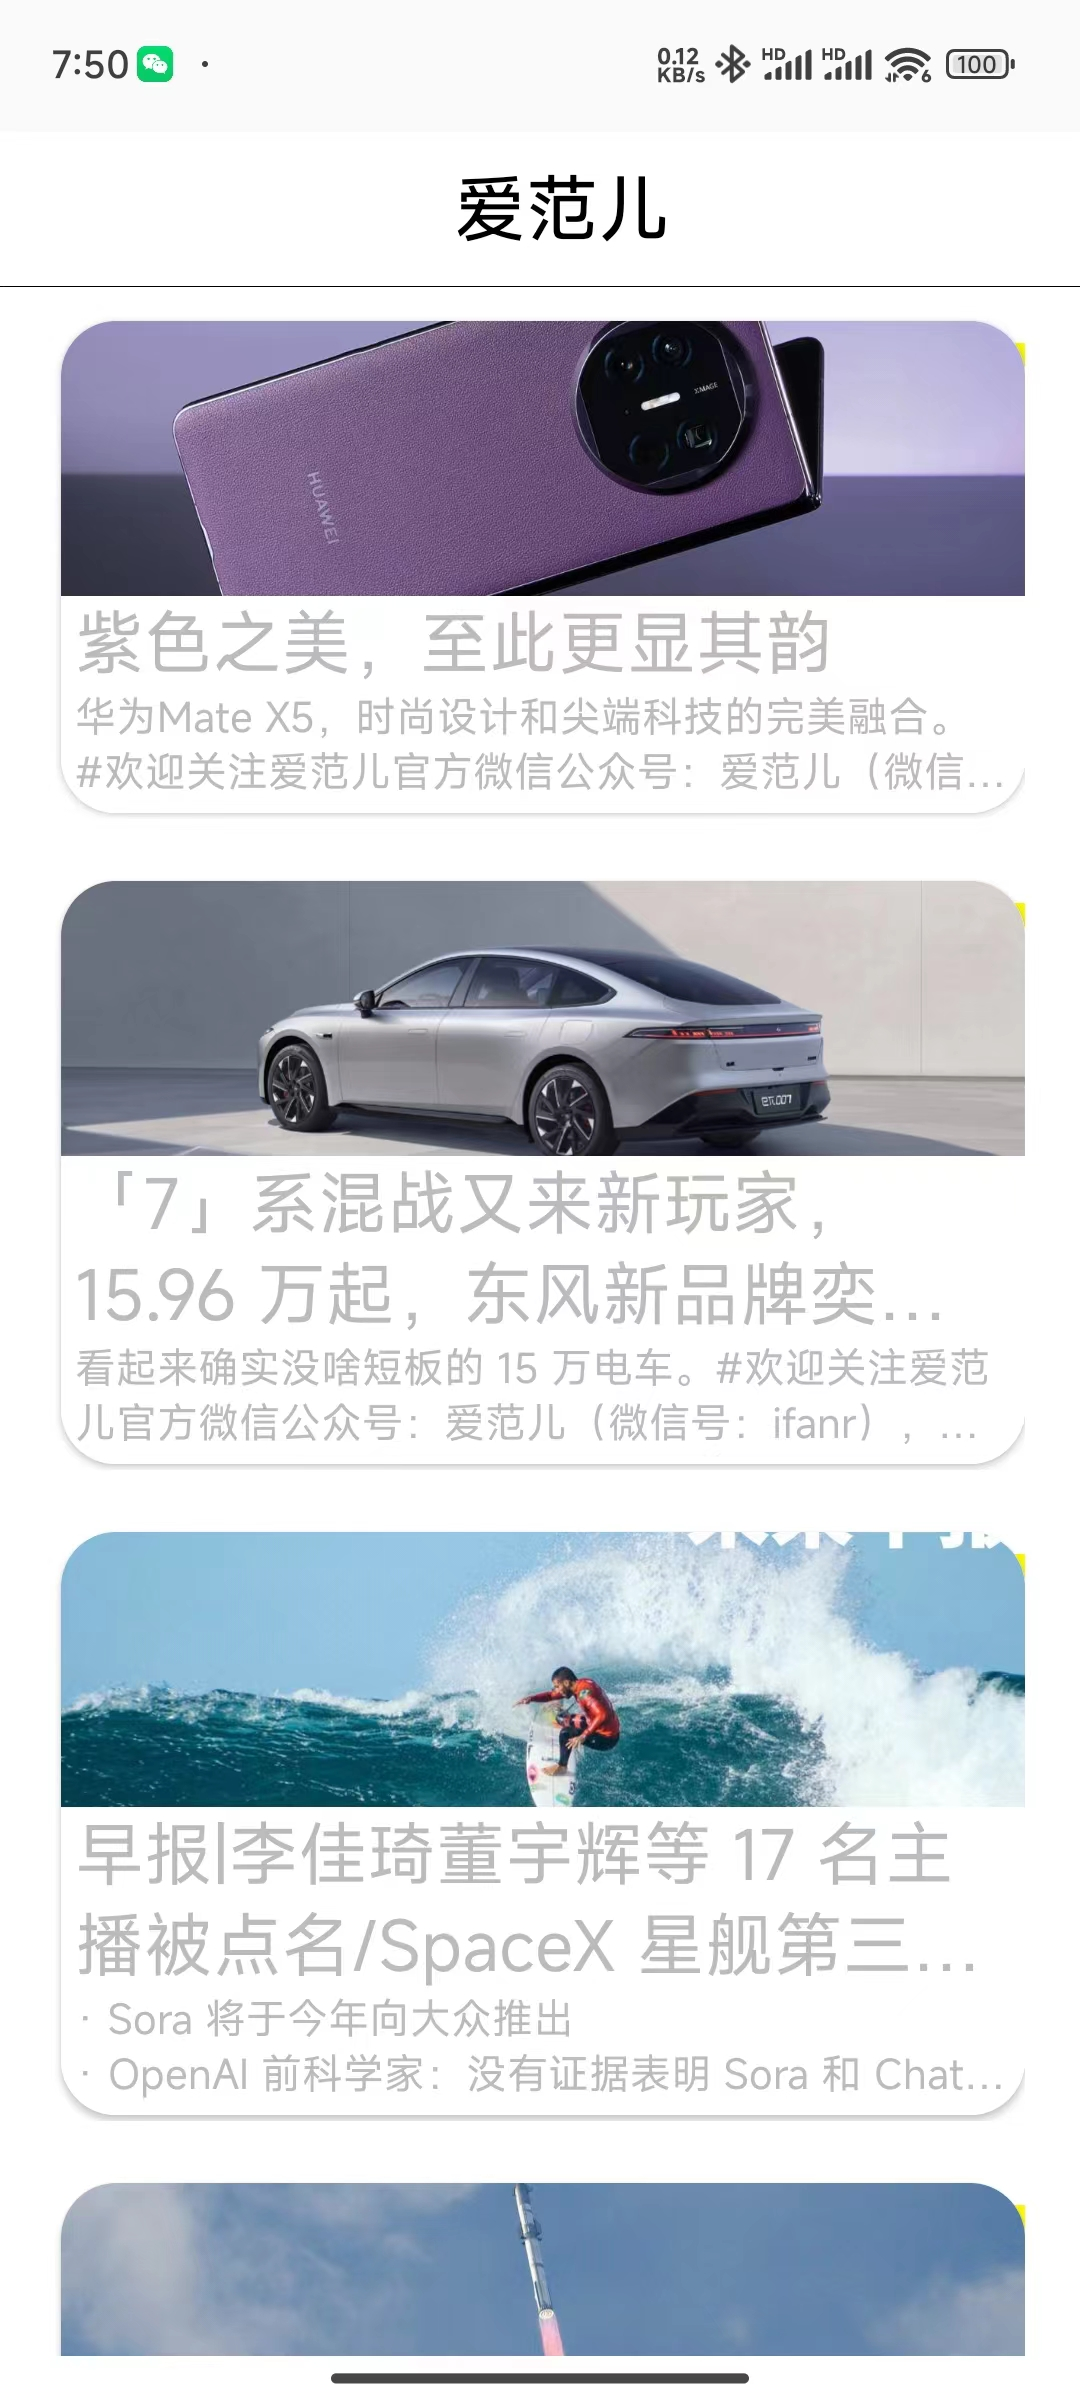 7:50
0.12
KB/s
HD
HD
6
100
爱范儿
XMAGE
HUAWEI
紫色之美，至此更显其韵
华为Mate X5，时尚设计和尖端科技的完美融合。
#欢迎关注爱范儿官方微信公众号：爱范儿（微信…
eπ007
「7」系混战又来新玩家，
15.96 万起，东风新品牌奕…
看起来确实没啥短板的 15 万电车。#欢迎关注爱范
儿官方微信公众号：爱范儿（微信号：ifanr），…
早报|李佳琦董宇辉等 17 名主
播被点名/SpaceX 星舰第三…
· Sora 将于今年向大众推出
· OpenAI 前科学家：没有证据表明 Sora 和 Chat…